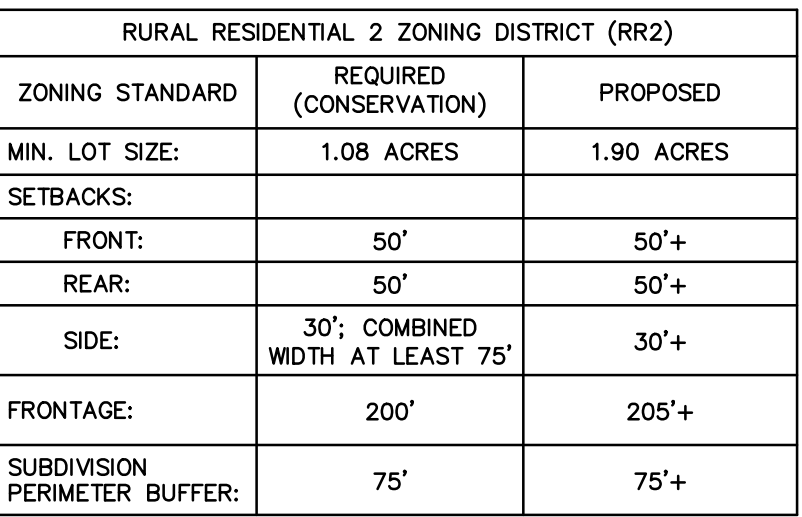 RURAL RESIDENTIAL 2 ZONING DISTRICT (RR2)
ZONING STANDARD
REQUIRED
(CONSERVATION)
PROPOSED
MIN. LOT SIZE:
1.08 ACRES
1.90 ACRES
SETBACKS:
FRONT:
50'
50'+
REAR:
50'
50'+
SIDE:
30'; COMBINED
WIDTH AT LEAST 75'
30'+
FRONTAGE:
200'
205'+
SUBDIVISION
PERIMETER BUFFER:
75'
75'+